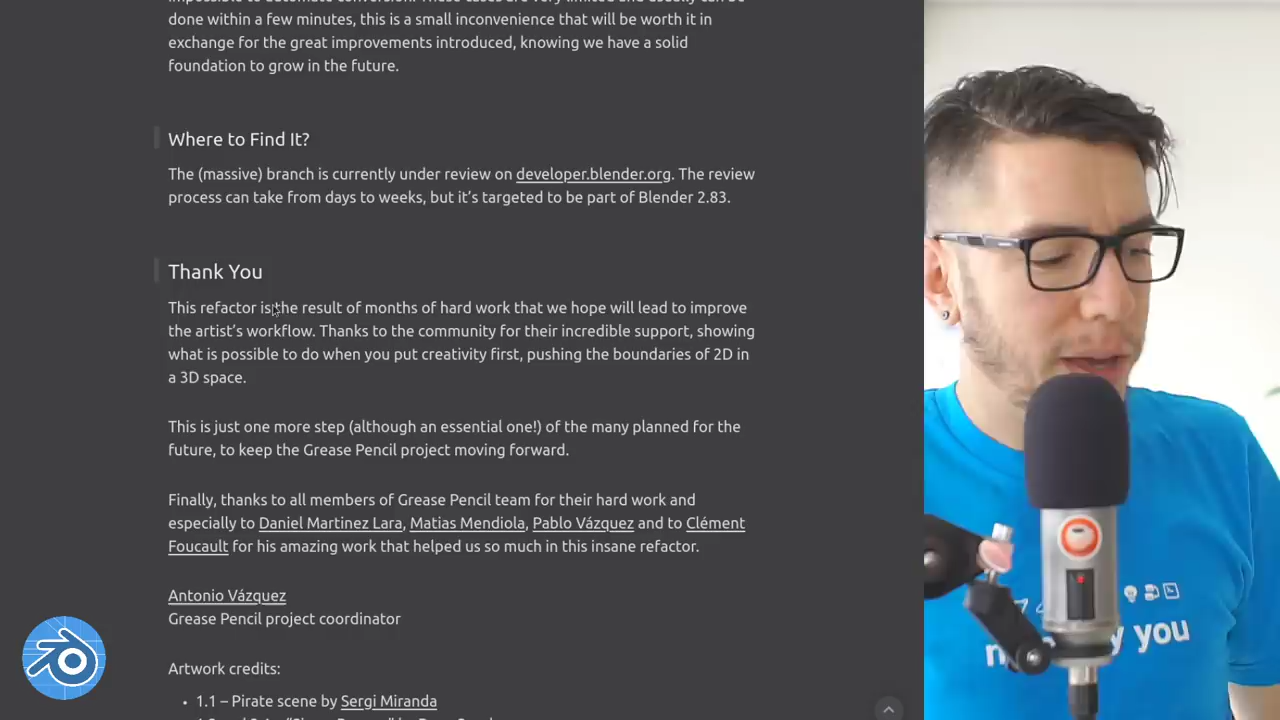 done within a few minutes, this is a small inconvenience that will be worth it in
exchange for the great improvements introduced, knowing we have a solid
foundation to grow in the future.
Where to Find It?
The (massive) branch is currently under review on developer.blender.org. The review
process can take from days to weeks, but it’s targeted to be part of Blender 2.83.
Thank You
This refactor is the result of months of hard work that we hope will lead to improve
the artist’s workflow. Thanks to the community for their incredible support, showing
what is possible to do when you put creativity first, pushing the boundaries of 2D in
a 3D space.
This is just one more step (although an essential one!) of the many planned for the
future, to keep the Grease Pencil project moving forward.
Finally, thanks to all members of Grease Pencil team for their hard work and
especially to Daniel Martinez Lara, Matias Mendiola, Pablo Vázquez and to Clément
Foucault for his amazing work that helped us so much in this insane refactor.
Antonio Vázquez
Grease Pencil project coordinator
Artwork credits:
• 1.1 – Pirate scene by Sergi Miranda
you